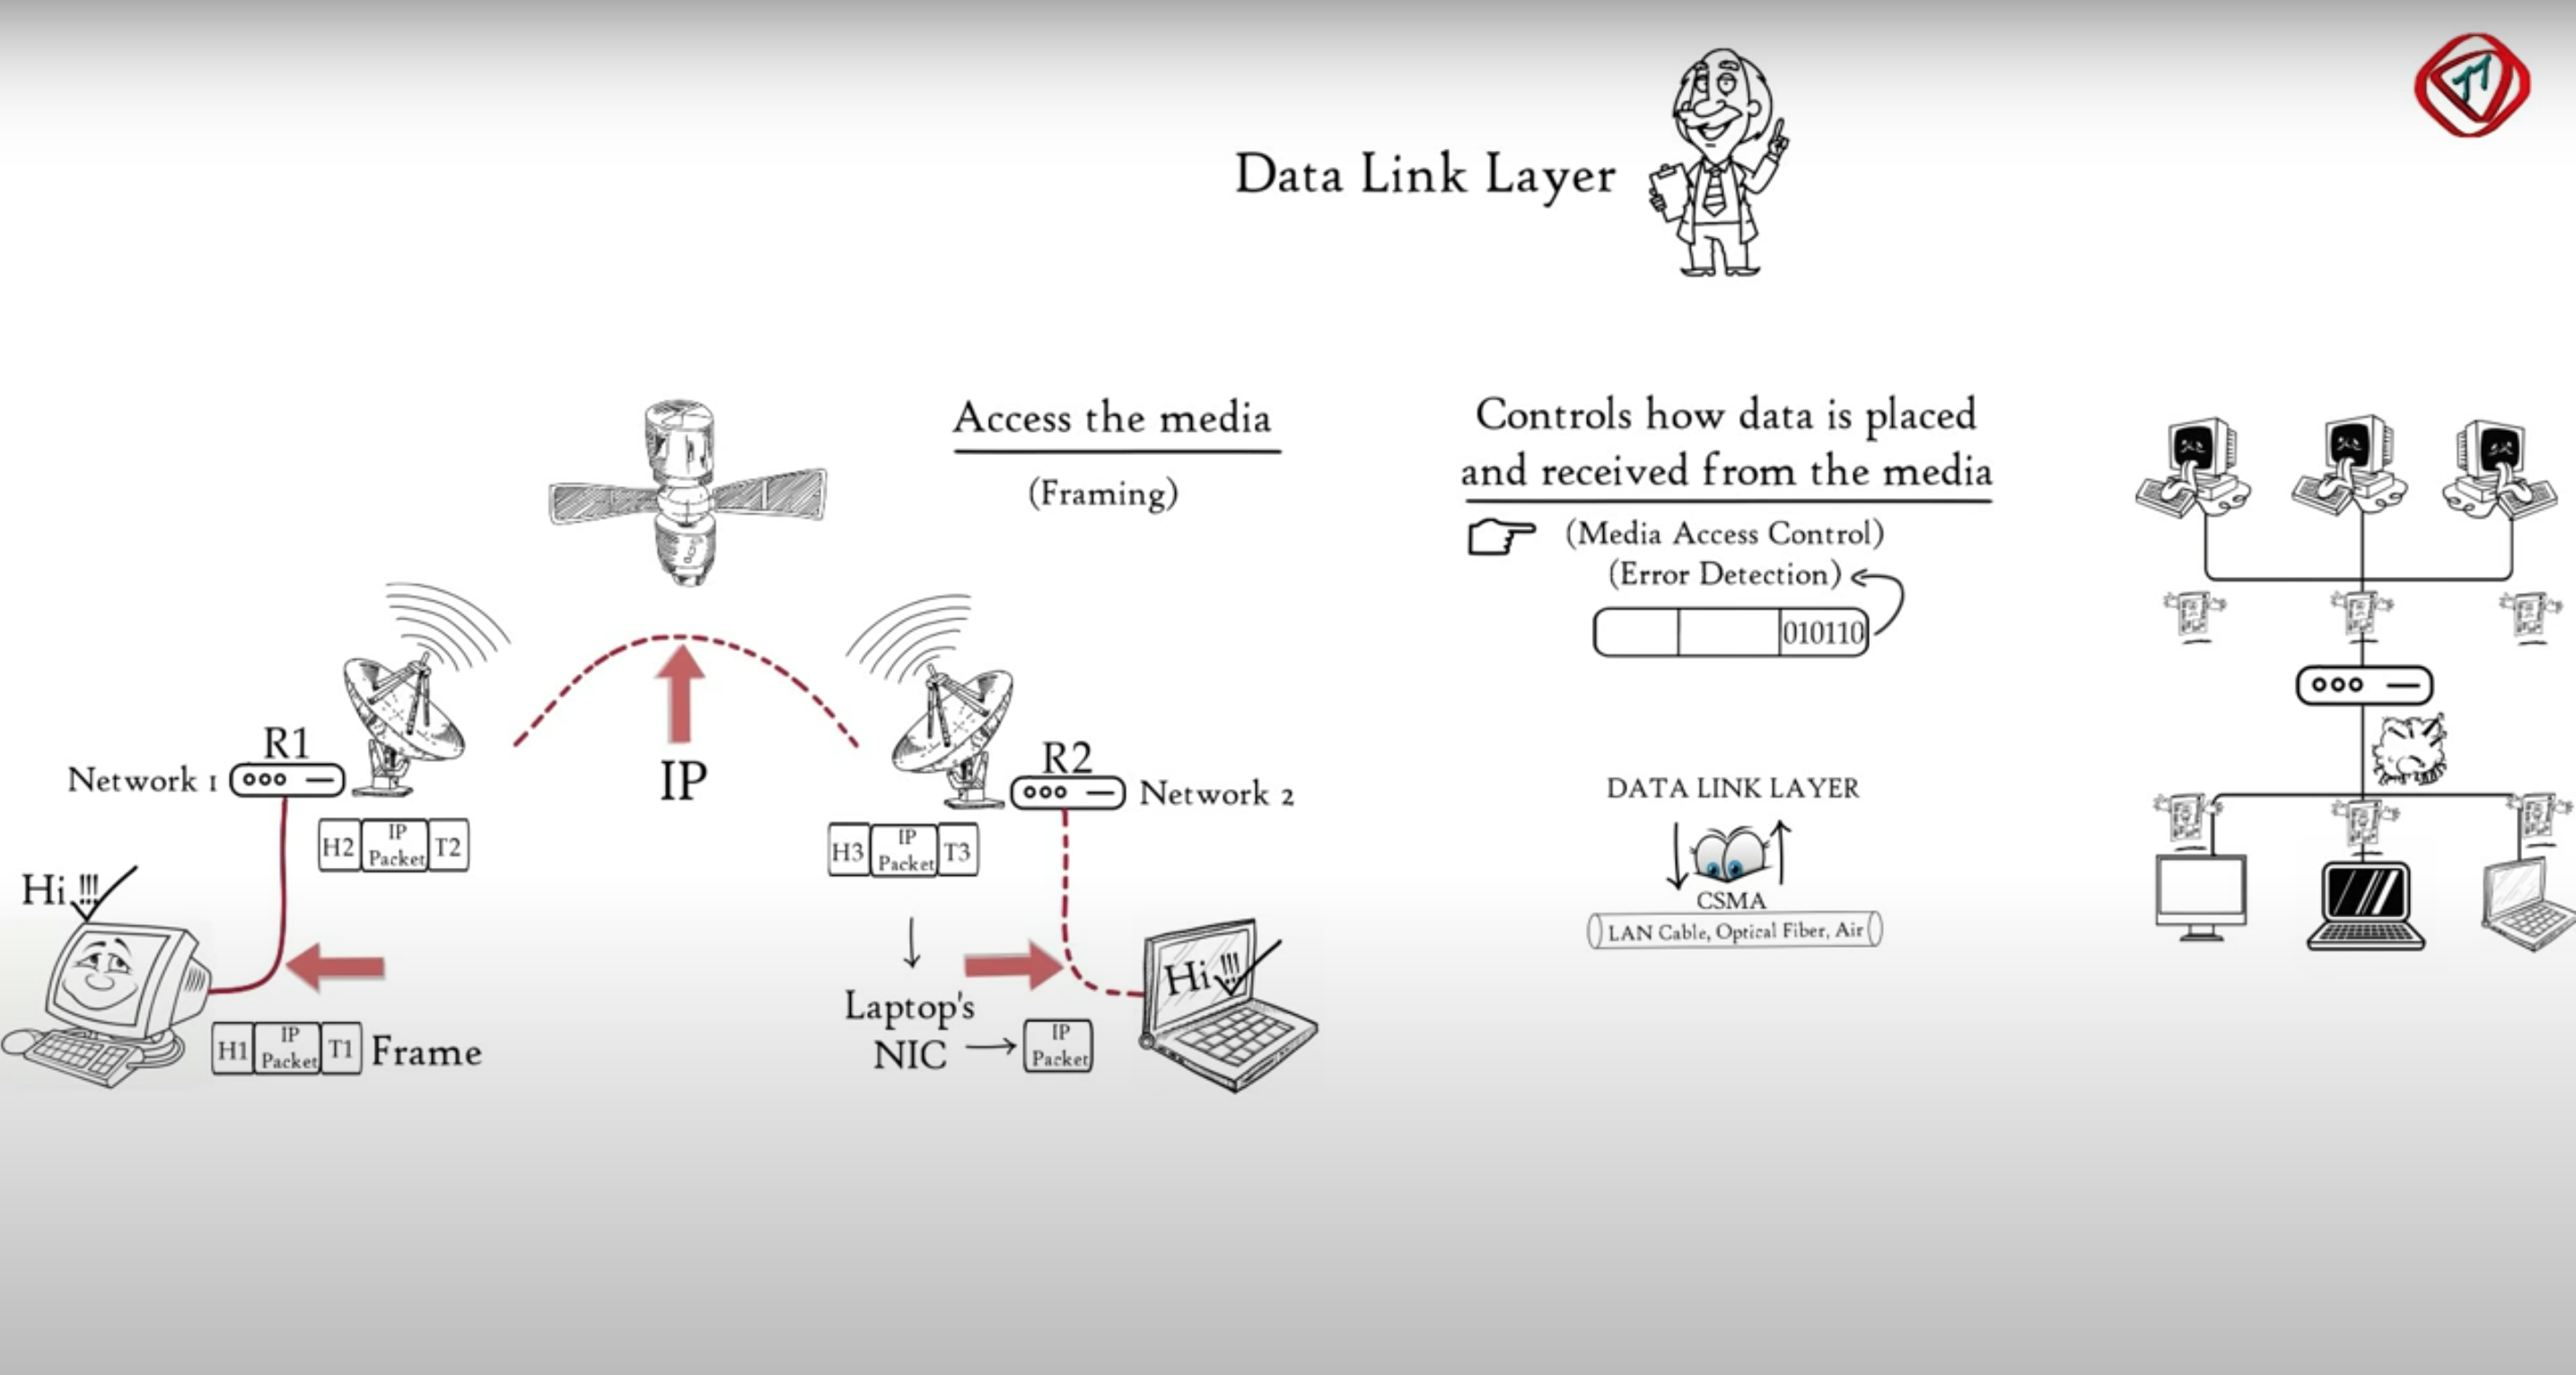 Data Link Layer
Access the media
(Framing)
Controls how data is placed
and received from the media
(Media Access Control)
(Error Detection)
010110
R1
Network 1
IP
R2
Network 2
H2 IP Packet T2
H3 IP Packet T3
Hi !!!
H1 IP Packet T1 Frame
Laptop's
NIC
IP Packet
Hi !!!
DATA LINK LAYER
CSMA
LAN Cable, Optical Fiber, Air